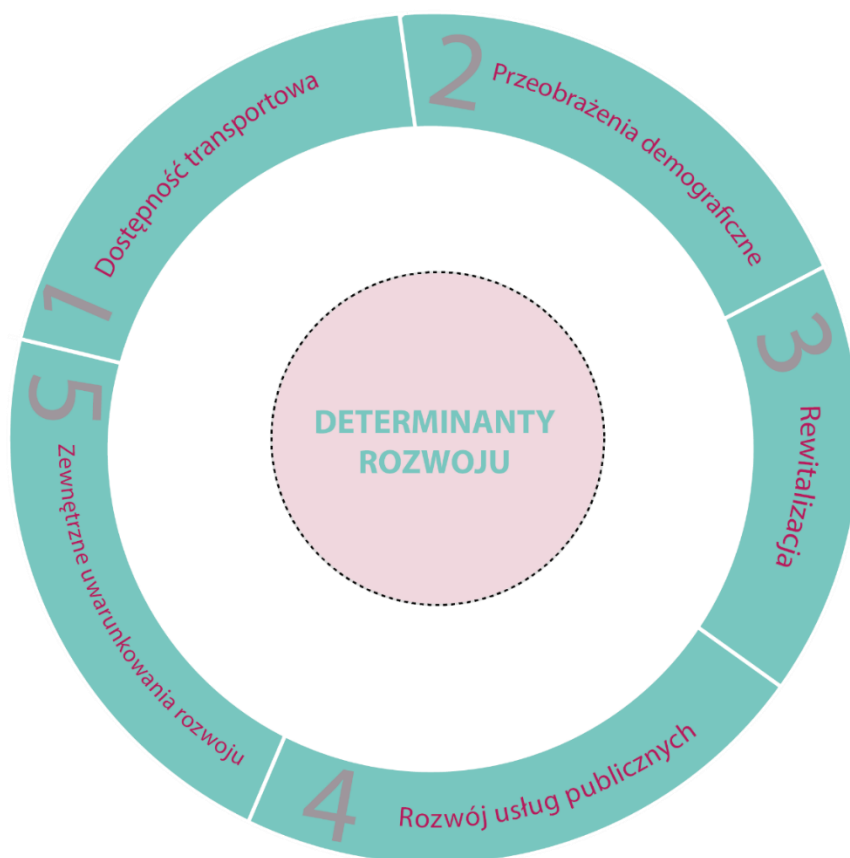 1 Dostępność transportowa
2 Przeobrażenia demograficzne
3 Rewitalizacja
4 Rozwój usług publicznych
5 Zewnętrzne uwarunkowania rozwoju
DETERMINANTY
ROZWOJU